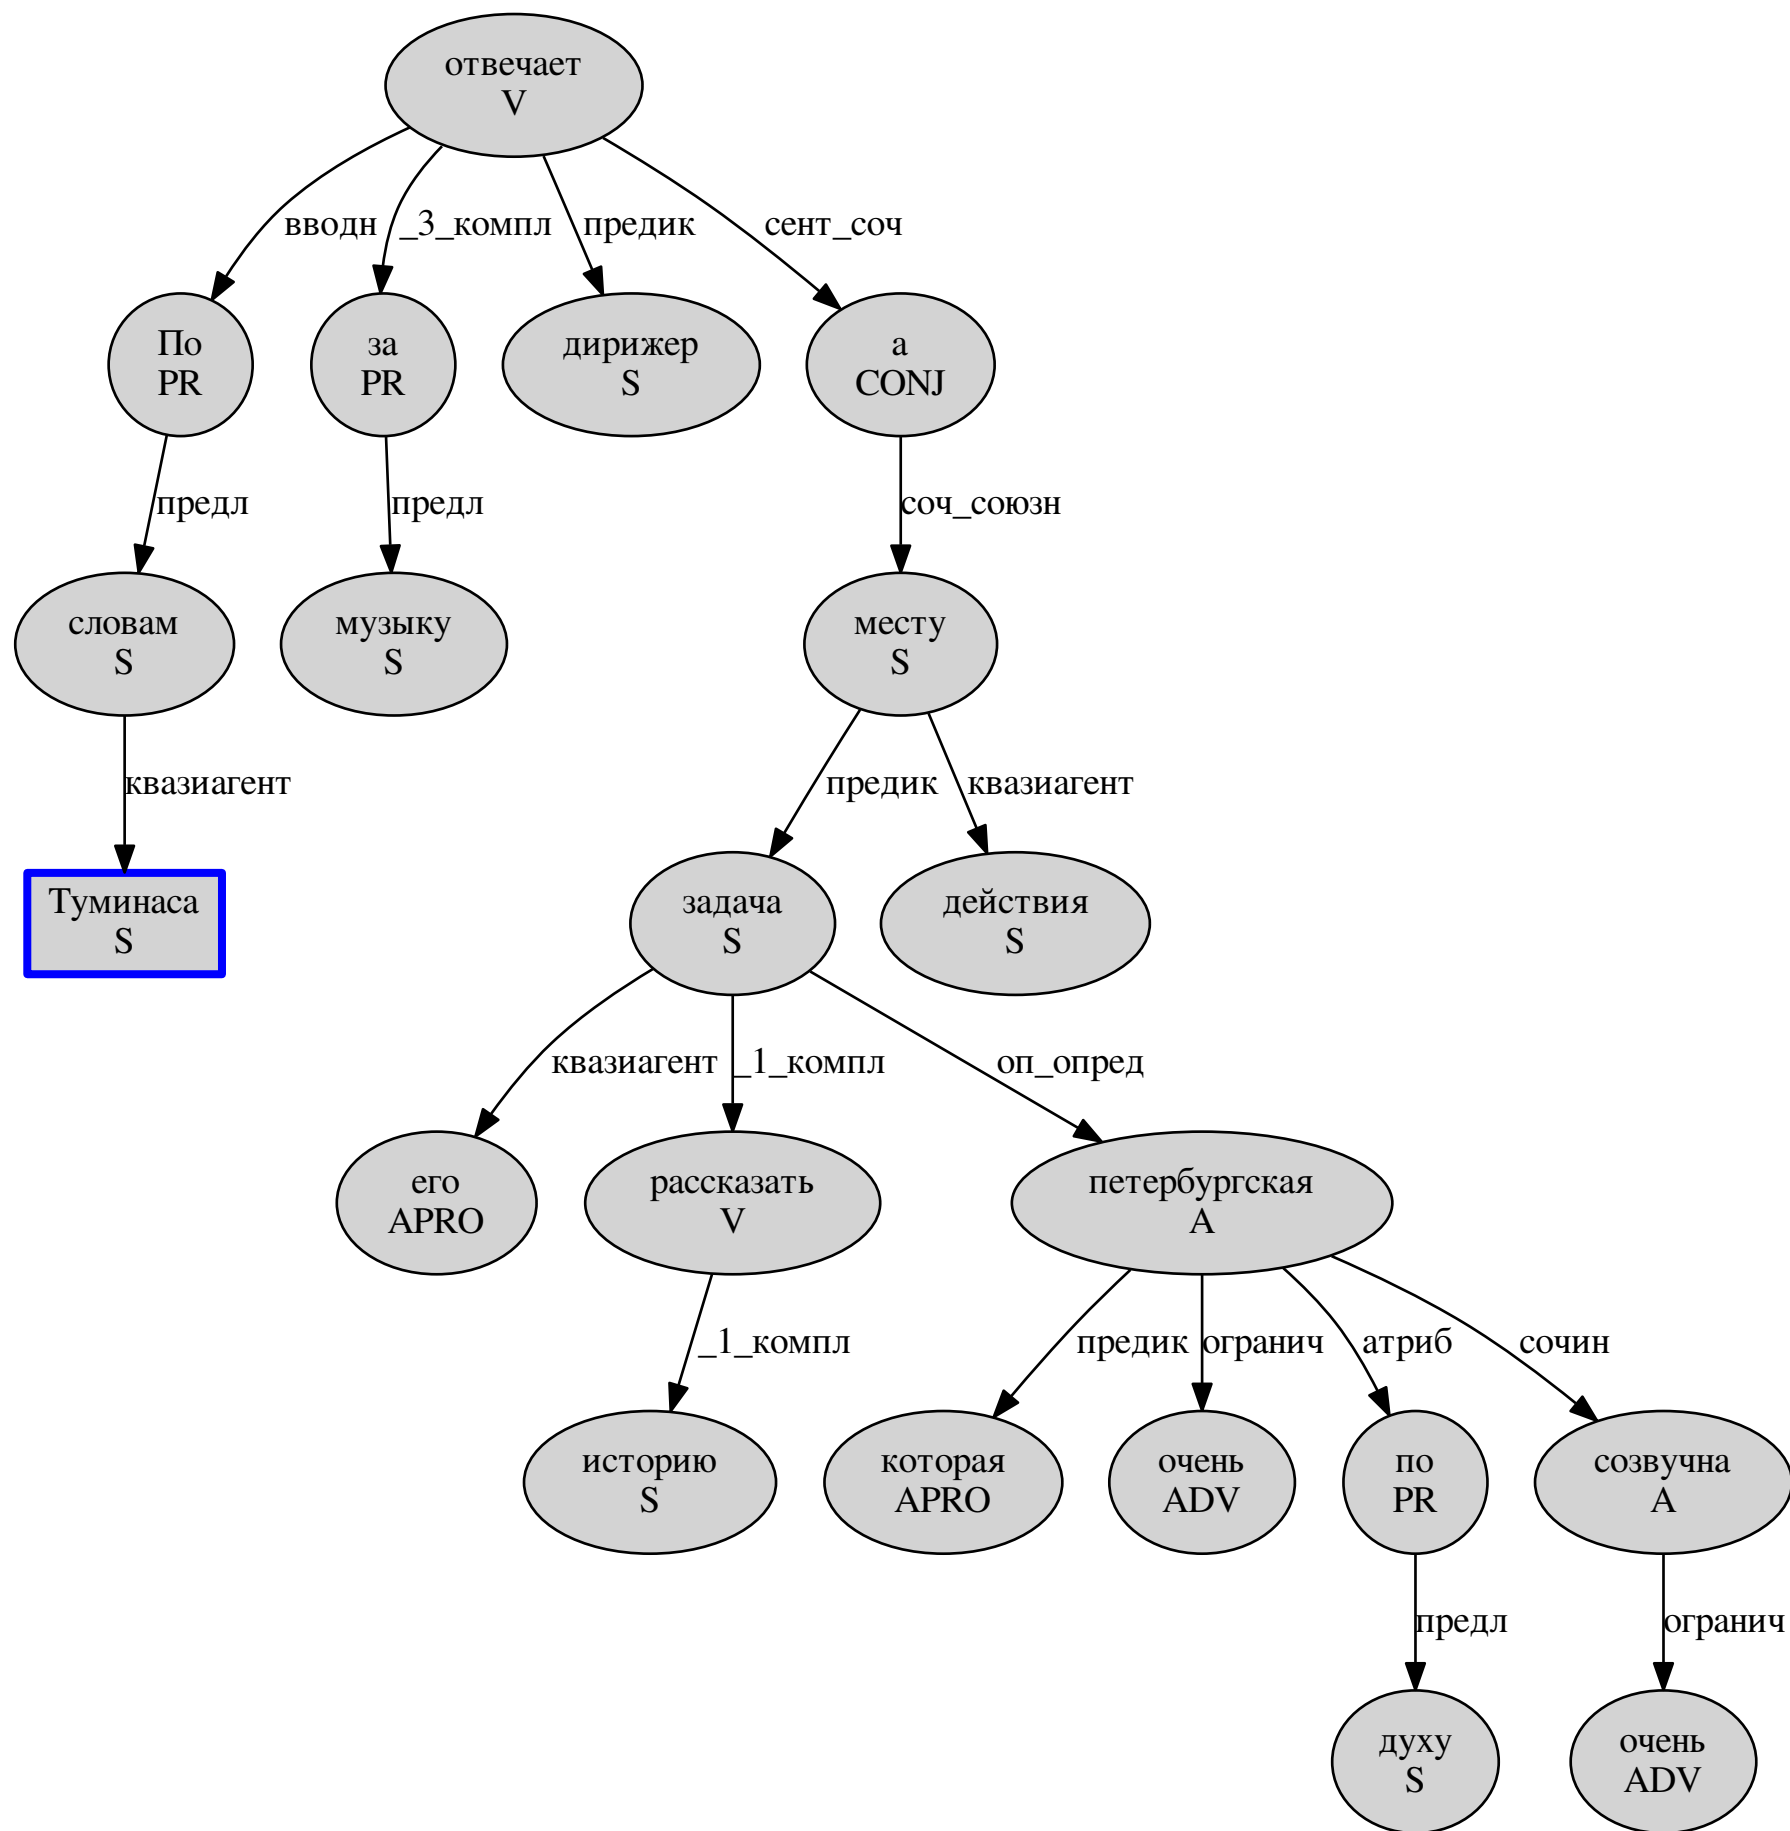 отвечает
V
вводн
_3_компл
предик
сент_соч
По
PR
за
PR
дирижер
S
а
CONJ
предл
предл
соч_союзн
словам
S
музыку
S
месту
S
квазиагент
предик
квазиагент
Туминаса
S
задача
S
действия
S
квазиагент
_1_компл
оп_опред
его
APRO
рассказать
V
петербургская
A
_1_компл
предик
огранич
атриб
сочин
историю
S
которая
APRO
очень
ADV
по
PR
созвучна
A
предл
огранич
духу
S
очень
ADV